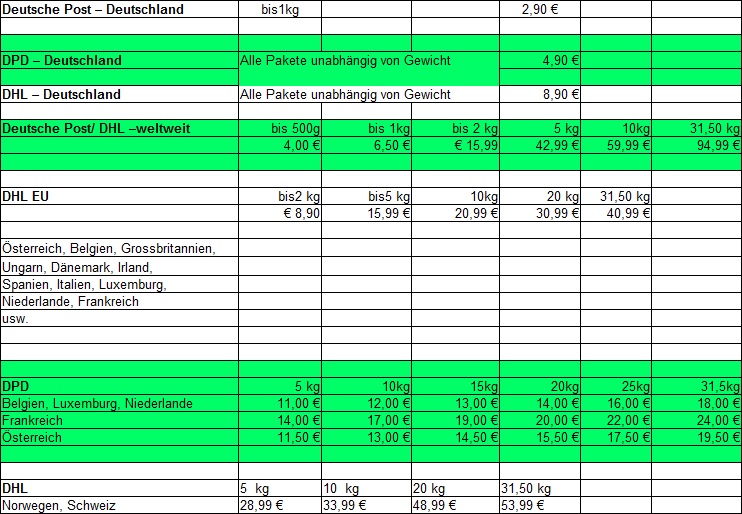 Deutsche Post – Deutschland bis1kg 2,90 €
DPD – Deutschland Alle Pakete unabhängig von Gewicht 4,90 €
DHL – Deutschland Alle Pakete unabhängig von Gewicht 8,90 €
Deutsche Post/ DHL –weltweit bis 500g bis 1kg bis 2 kg 5 kg 10kg 31,50 kg
4,00 € 6,50 € € 15,99 42,99 € 59,99 € 94,99 €
DHL EU bis2 kg bis5 kg 10kg 20 kg 31,50 kg
€ 8,90 15,99 € 20,99 € 30,99 € 40,99 €
Österreich, Belgien, Grossbritannien,
Ungarn, Dänemark, Irland,
Spanien, Italien, Luxemburg,
Niederlande, Frankreich
usw.
DPD 5 kg 10kg 15kg 20kg 25kg 31,5kg
Belgien, Luxemburg, Niederlande 11,00 € 12,00 € 13,00 € 14,00 € 16,00 € 18,00 €
Frankreich 14,00 € 17,00 € 19,00 € 20,00 € 22,00 € 24,00 €
Österreich 11,50 € 13,00 € 14,50 € 15,50 € 17,50 € 19,50 €
DHL 5 kg 10 kg 20 kg 31,50 kg
Norwegen, Schweiz 28,99 € 33,99 € 48,99 € 53,99 €